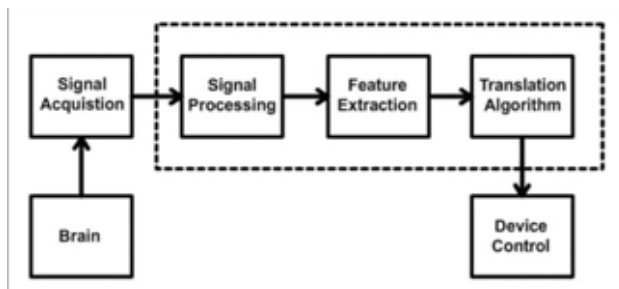 Signal
Acquistion
Signal
Processing
Feature
Extraction
Translation
Algorithm
Brain
Device
Control